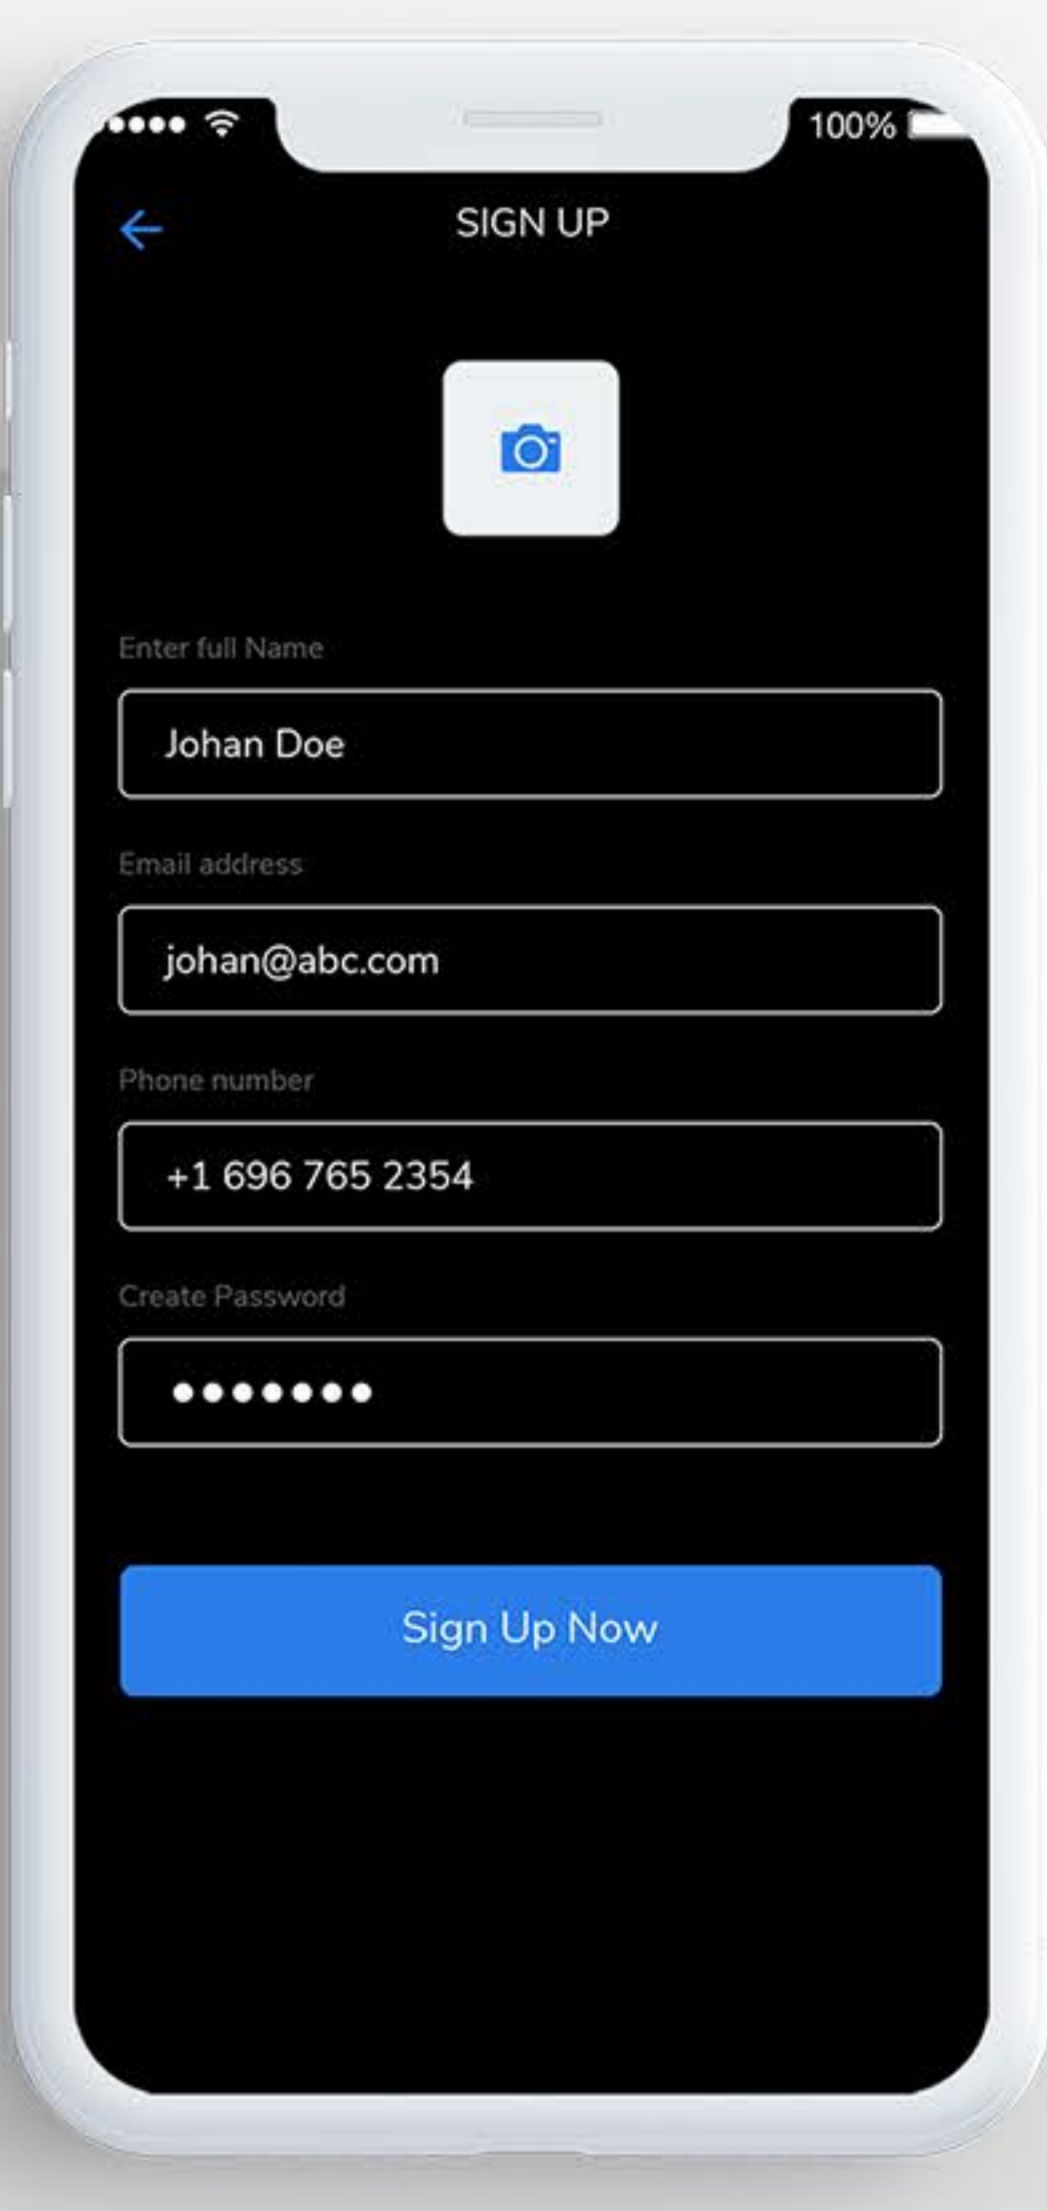 100%
SIGN UP
Enter full Name
Johan Doe
Email address
johan@abc.com
Phone number
+1 696 765 2354
Create Password
•••••••
Sign Up Now